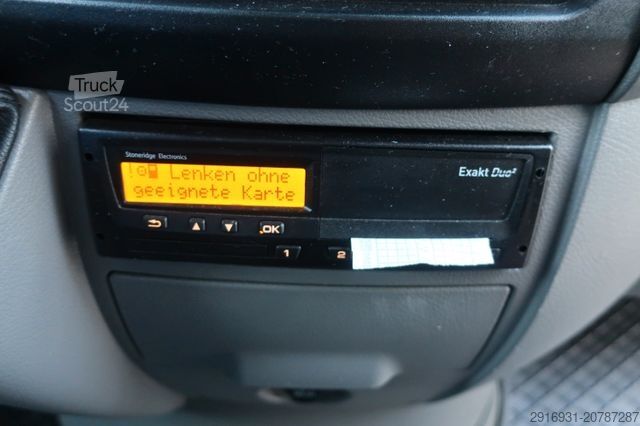 Truck
Scout24
Stoneridge Electronics
Exakt Duo²
! Lenken ohne
geeignete Karte
OK
1
2
2916931-20787287